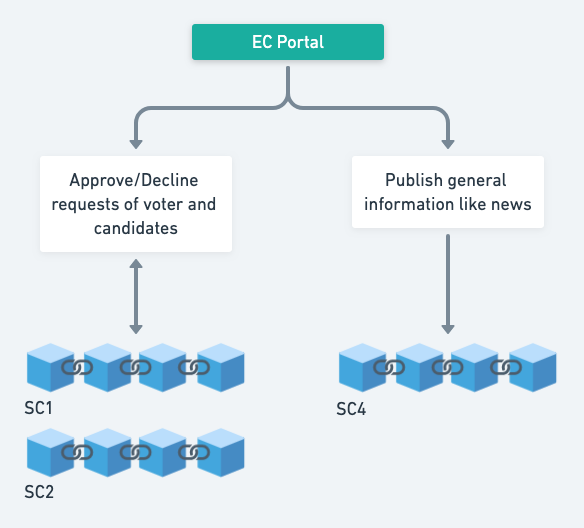 EC Portal
Approve/Decline
requests of voter and
candidates
Publish general
information like news
SC1
SC4
SC2